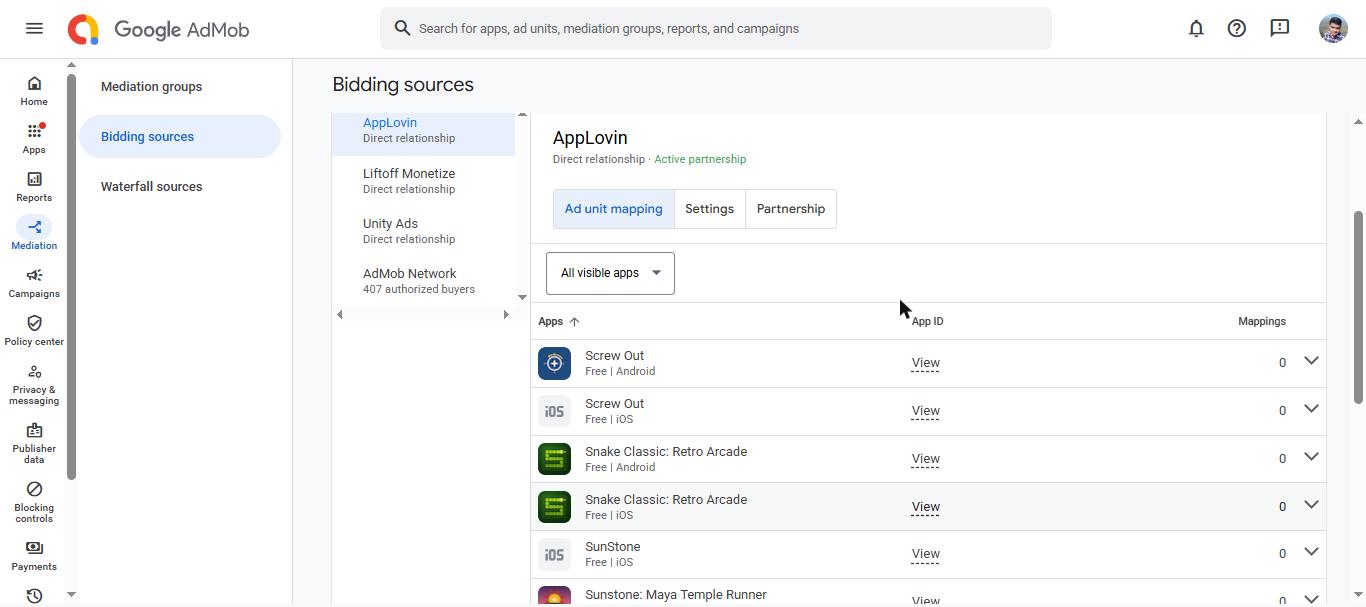 Google AdMob
Search for apps, ad units, mediation groups, reports, and campaigns
Home
Apps
Reports
Mediation
Campaigns
Policy center
Privacy &
messaging
Publisher
data
Blocking
controls
Payments
Mediation groups
Bidding sources
Waterfall sources
Bidding sources
AppLovin
Direct relationship
Liftoff Monetize
Direct relationship
Unity Ads
Direct relationship
AdMob Network
407 authorized buyers
AppLovin
Direct relationship · Active partnership
Ad unit mapping Settings Partnership
All visible apps
Apps App ID Mappings
Screw Out
Free | Android
View 0
iOS
Screw Out
Free | iOS
View 0
Snake Classic: Retro Arcade
Free | Android
View 0
Snake Classic: Retro Arcade
Free | iOS
View 0
iOS
SunStone
Free | iOS
View 0
Sunstone: Maya Temple Runner
View 0